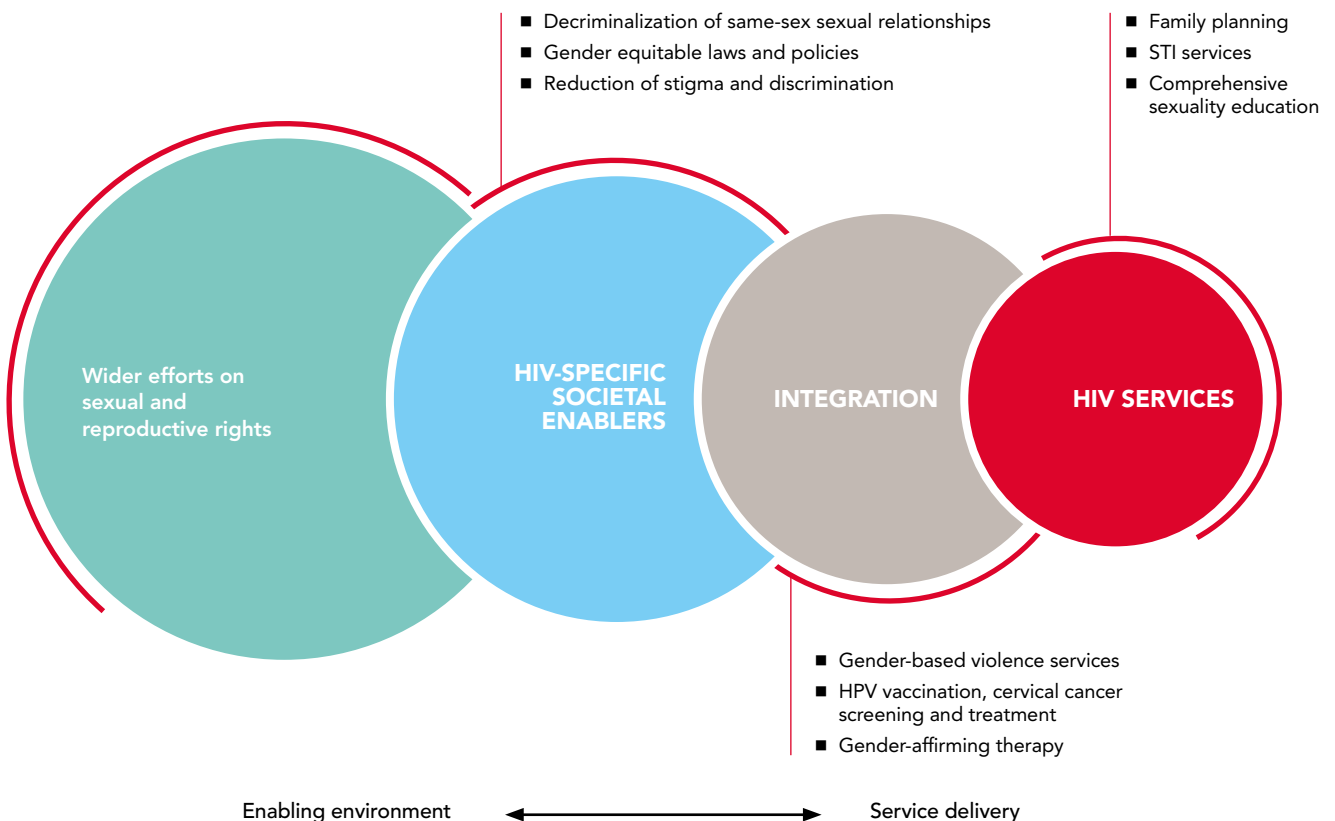 ■ Decriminalization of same-sex sexual relationships
■ Gender equitable laws and policies
■ Reduction of stigma and discrimination
■ Family planning
■ STI services
■ Comprehensive
sexuality education
Wider efforts on
sexual and
reproductive rights
HIV-SPECIFIC
SOCIETAL
ENABLERS
INTEGRATION
HIV SERVICES
■ Gender-based violence services
■ HPV vaccination, cervical cancer
screening and treatment
■ Gender-affirming therapy
Enabling environment
Service delivery